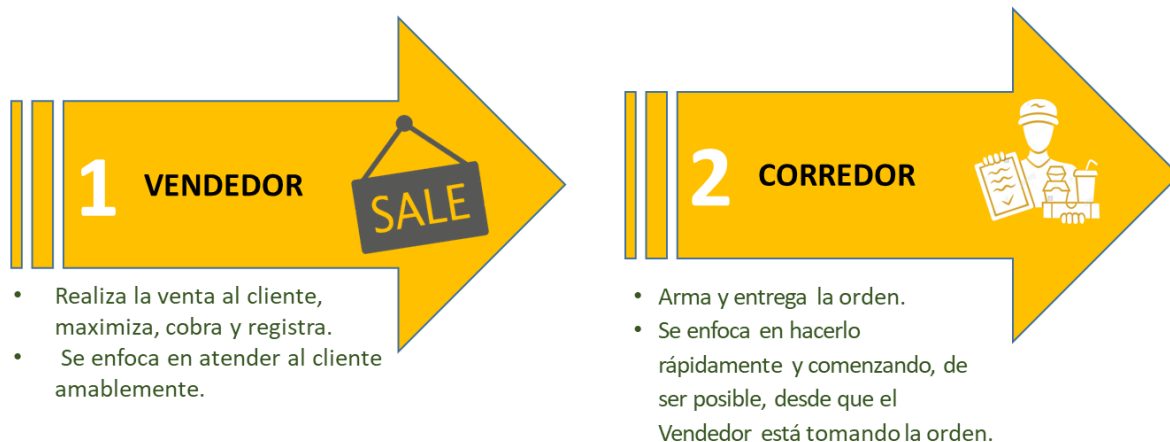 1 VENDEDOR
SALE
• Realiza la venta al cliente,
maximiza, cobra y registra.
• Se enfoca en atender al cliente
amablemente.
2 CORREDOR
• Arma y entrega la orden.
• Se enfoca en hacerlo
rápidamente y comenzando, de
ser posible, desde que el
Vendedor está tomando la orden.